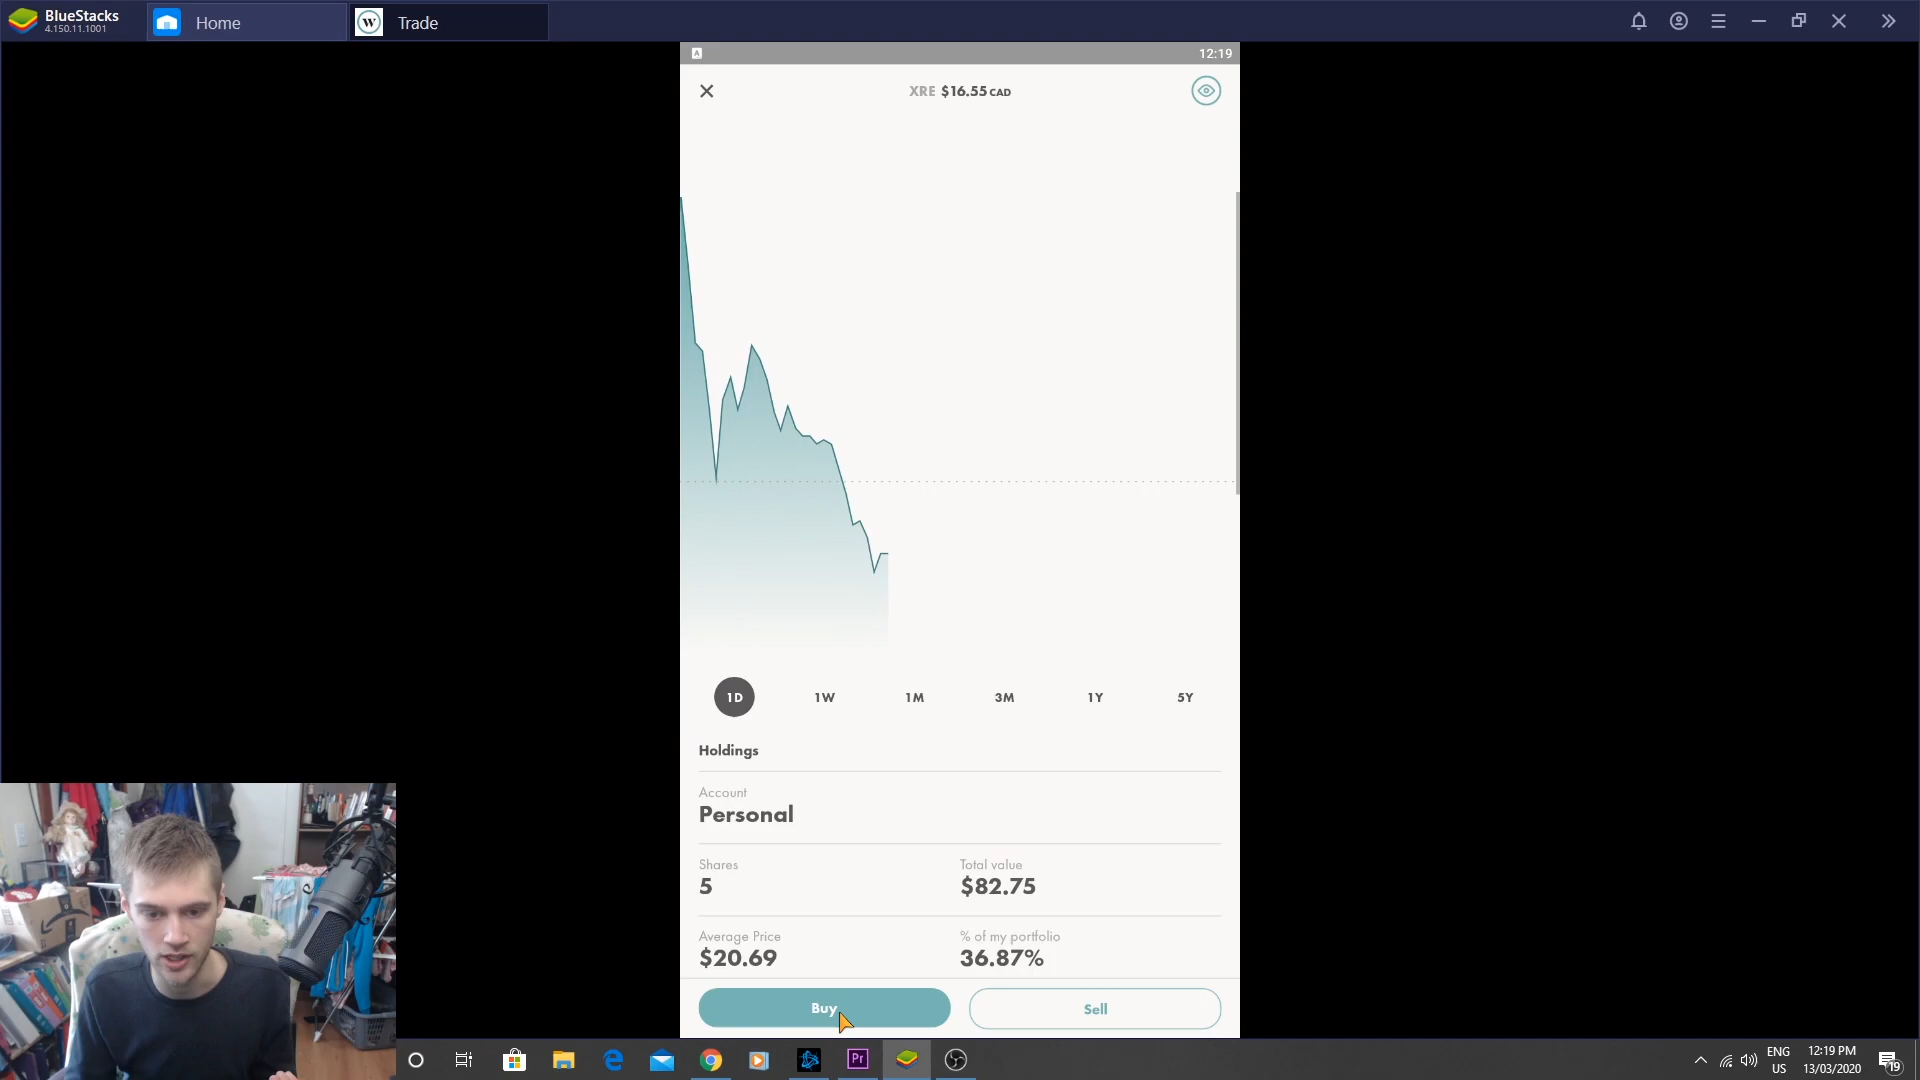 BlueStacks
4.150.11.1001
Home
W
Trade
A
12:19
XRE $16.55 CAD
1D 1W 1M 3M 1Y 5Y
Holdings
Account
Personal
Shares
5
Total value
$82.75
Average Price
$20.69
% of my portfolio
36.87%
Buy
Sell
Pr
ENG
US
12:19 PM
13/03/2020
19